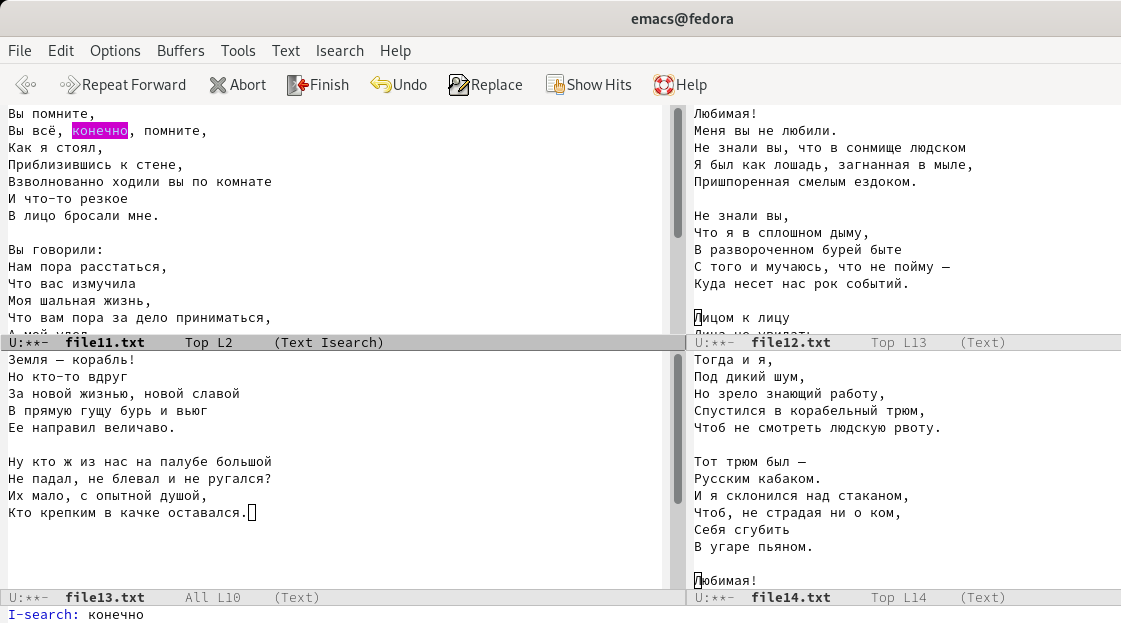 emacs@fedora
File Edit Options Buffers Tools Text Isearch Help
Repeat Forward Abort Finish Undo Replace Show Hits Help
Вы помните,
Вы всё, конечно, помните,
Как я стоял,
Приблизившись к стене,
Взволнованно ходили вы по комнате
И что-то резкое
В лицо бросали мне.
Вы говорили:
Нам пора расстаться,
Что вас измучила
Моя шальная жизнь,
Что вам пора за дело приниматься,
А мой удел
U:**- file11.txt Top L2 (Text Isearch)
Любимая!
Меня вы не любили.
Не знали вы, что в сонмище людском
Я был как лошадь, загнанная в мыле,
Пришпоренная смелым ездоком.
Не знали вы,
Что я в сплошном дыму,
В развороченном бурей быте
С того и мучаюсь, что не пойму —
Куда несет нас рок событий.
Лицом к лицу
Лица не увидать
U:**- file12.txt Top L13 (Text)
Земля — корабль!
Но кто-то вдруг
За новой жизнью, новой славой
В прямую гущу бурь и вьюг
Ее направил величаво.
Ну кто ж из нас на палубе большой
Не падал, не блевал и не ругался?
Их мало, с опытной душой,
Кто крепким в качке оставался.
U:**- file13.txt All L10 (Text)
Тогда и я,
Под дикий шум,
Но зрело знающий работу,
Спустился в корабельный трюм,
Чтоб не смотреть людскую рвоту.
Тот трюм был —
Русским кабаком.
И я склонился над стаканом,
Чтоб, не страдая ни о ком,
Себя сгубить
В угаре пьяном.
Любимая!
U:**- file14.txt Top L14 (Text)
I-search: конечно